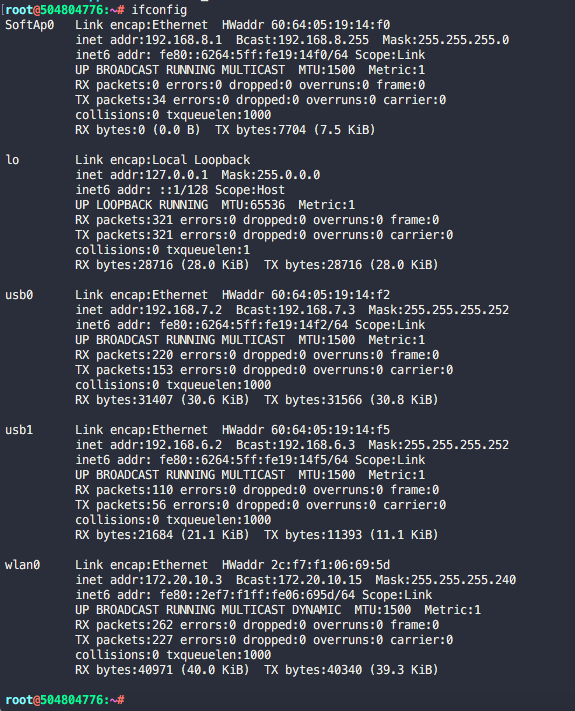 [root@504804776:~# ifconfig
SoftAp0   Link encap:Ethernet  HWaddr 60:64:05:19:14:f0
          inet addr:192.168.8.1  Bcast:192.168.8.255  Mask:255.255.255.0
          inet6 addr: fe80::6264:5ff:fe19:14f0/64 Scope:Link
          UP BROADCAST RUNNING MULTICAST  MTU:1500  Metric:1
          RX packets:0 errors:0 dropped:0 overruns:0 frame:0
          TX packets:34 errors:0 dropped:0 overruns:0 carrier:0
          collisions:0 txqueuelen:1000
          RX bytes:0 (0.0 B)  TX bytes:7704 (7.5 KiB)

lo        Link encap:Local Loopback
          inet addr:127.0.0.1  Mask:255.0.0.0
          inet6 addr: ::1/128 Scope:Host
          UP LOOPBACK RUNNING  MTU:65536  Metric:1
          RX packets:321 errors:0 dropped:0 overruns:0 frame:0
          TX packets:321 errors:0 dropped:0 overruns:0 carrier:0
          collisions:0 txqueuelen:1
          RX bytes:28716 (28.0 KiB)  TX bytes:28716 (28.0 KiB)

usb0      Link encap:Ethernet  HWaddr 60:64:05:19:14:f2
          inet addr:192.168.7.2  Bcast:192.168.7.3  Mask:255.255.255.252
          inet6 addr: fe80::6264:5ff:fe19:14f2/64 Scope:Link
          UP BROADCAST RUNNING MULTICAST  MTU:1500  Metric:1
          RX packets:220 errors:0 dropped:0 overruns:0 frame:0
          TX packets:153 errors:0 dropped:0 overruns:0 carrier:0
          collisions:0 txqueuelen:1000
          RX bytes:31407 (30.6 KiB)  TX bytes:31566 (30.8 KiB)

usb1      Link encap:Ethernet  HWaddr 60:64:05:19:14:f5
          inet addr:192.168.6.2  Bcast:192.168.6.3  Mask:255.255.255.252
          inet6 addr: fe80::6264:5ff:fe19:14f5/64 Scope:Link
          UP BROADCAST RUNNING MULTICAST  MTU:1500  Metric:1
          RX packets:110 errors:0 dropped:0 overruns:0 frame:0
          TX packets:56 errors:0 dropped:0 overruns:0 carrier:0
          collisions:0 txqueuelen:1000
          RX bytes:21684 (21.1 KiB)  TX bytes:11393 (11.1 KiB)

wlan0     Link encap:Ethernet  HWaddr 2c:f7:f1:06:69:5d
          inet addr:172.20.10.3  Bcast:172.20.10.15  Mask:255.255.255.240
          inet6 addr: fe80::2ef7:f1ff:fe06:695d/64 Scope:Link
          UP BROADCAST RUNNING MULTICAST DYNAMIC  MTU:1500  Metric:1
          RX packets:262 errors:0 dropped:0 overruns:0 frame:0
          TX packets:227 errors:0 dropped:0 overruns:0 carrier:0
          collisions:0 txqueuelen:1000
          RX bytes:40971 (40.0 KiB)  TX bytes:40340 (39.3 KiB)

root@504804776:~#